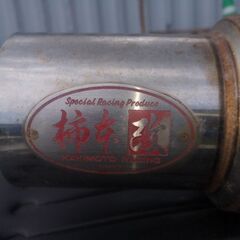 Special Racing Produce
柿本改
KAKIMOTO RACING